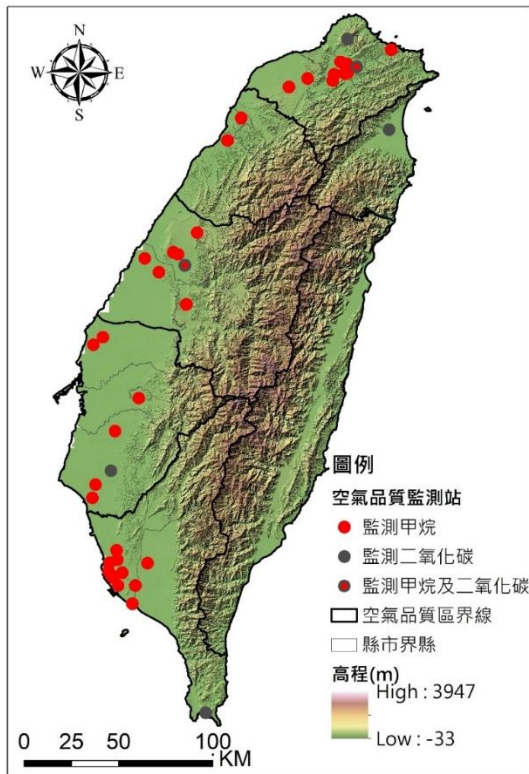 N
W E
S
圖例
空氣品質監測站
監測甲烷
監測二氧化碳
監測甲烷及二氧化碳
空氣品質區界線
縣市界縣
高程(m)
High : 3947
Low : -33
0 25 50 100
KM